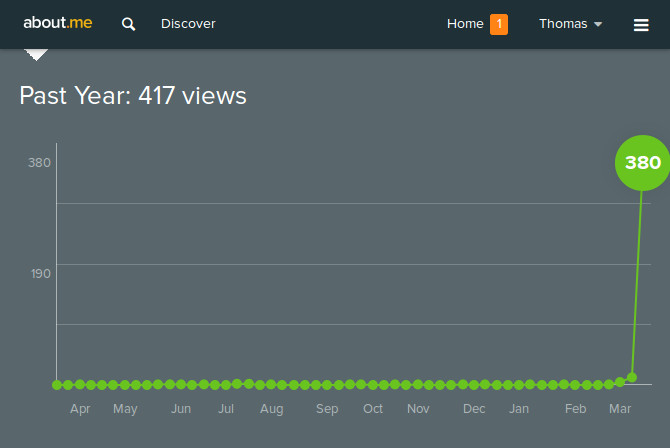 about.me Discover Home 1 Thomas
Past Year: 417 views
380
380
190
Apr May Jun Jul Aug Sep Oct Nov Dec Jan Feb Mar